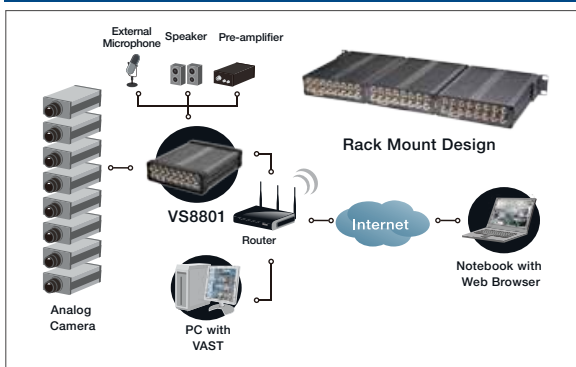 External
Microphone
Speaker
Pre-amplifier
Rack Mount Design
VS8801
Router
Internet
Notebook with
Web Browser
Analog
Camera
PC with
VAST